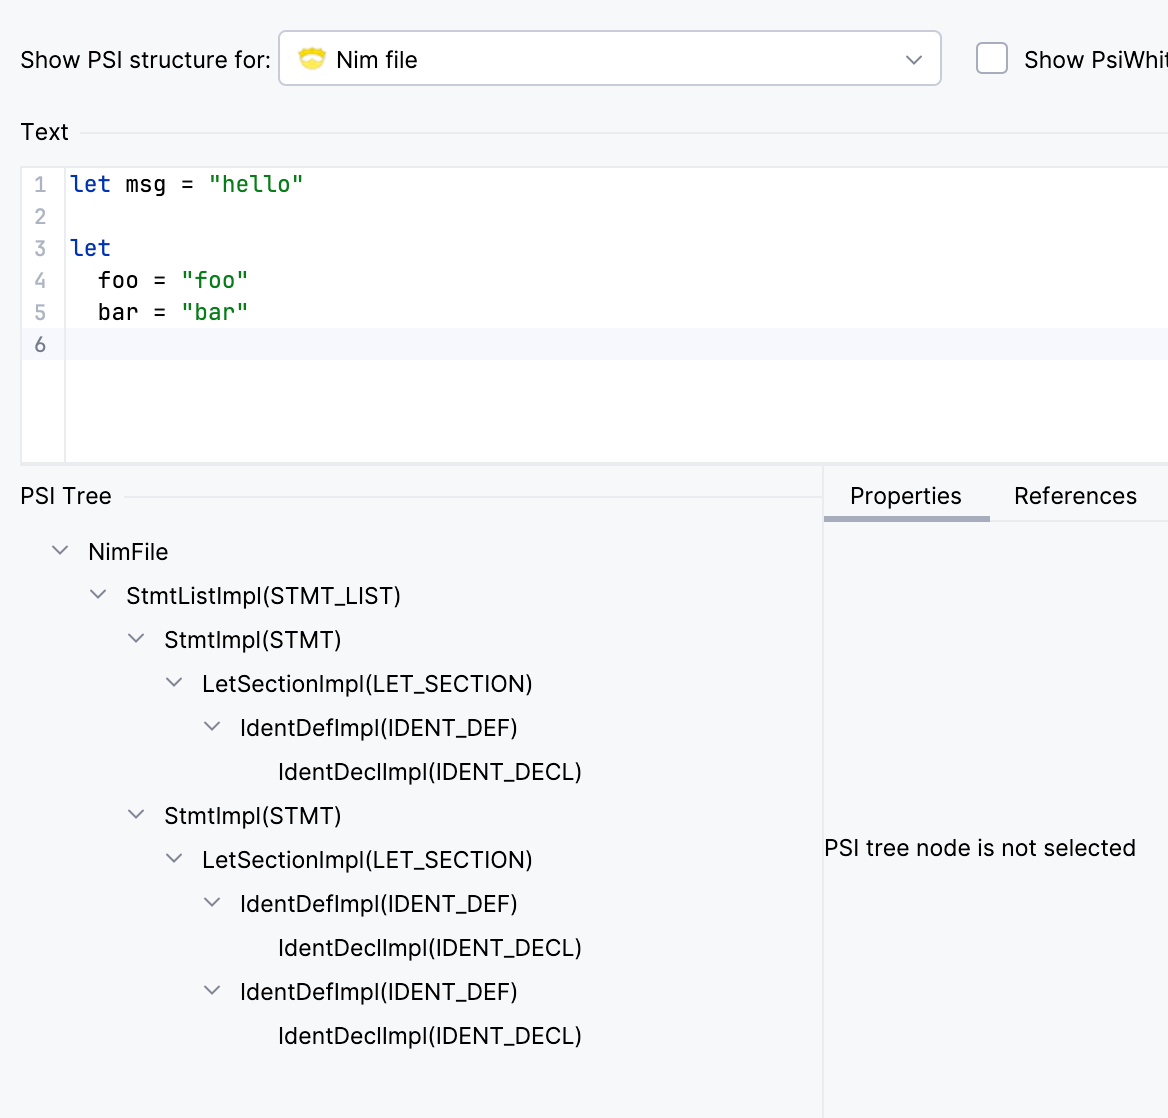 Show PSI structure for: Nim file Show PsiWhit
Text
1 let msg = "hello"
2
3 let
4   foo = "foo"
5   bar = "bar"
6
PSI Tree
Properties References
NimFile
StmtListImpl(STMT_LIST)
StmtImpl(STMT)
LetSectionImpl(LET_SECTION)
IdentDefImpl(IDENT_DEF)
IdentDeclImpl(IDENT_DECL)
StmtImpl(STMT)
LetSectionImpl(LET_SECTION)
IdentDefImpl(IDENT_DEF)
IdentDeclImpl(IDENT_DECL)
IdentDefImpl(IDENT_DEF)
IdentDeclImpl(IDENT_DECL)
PSI tree node is not selected